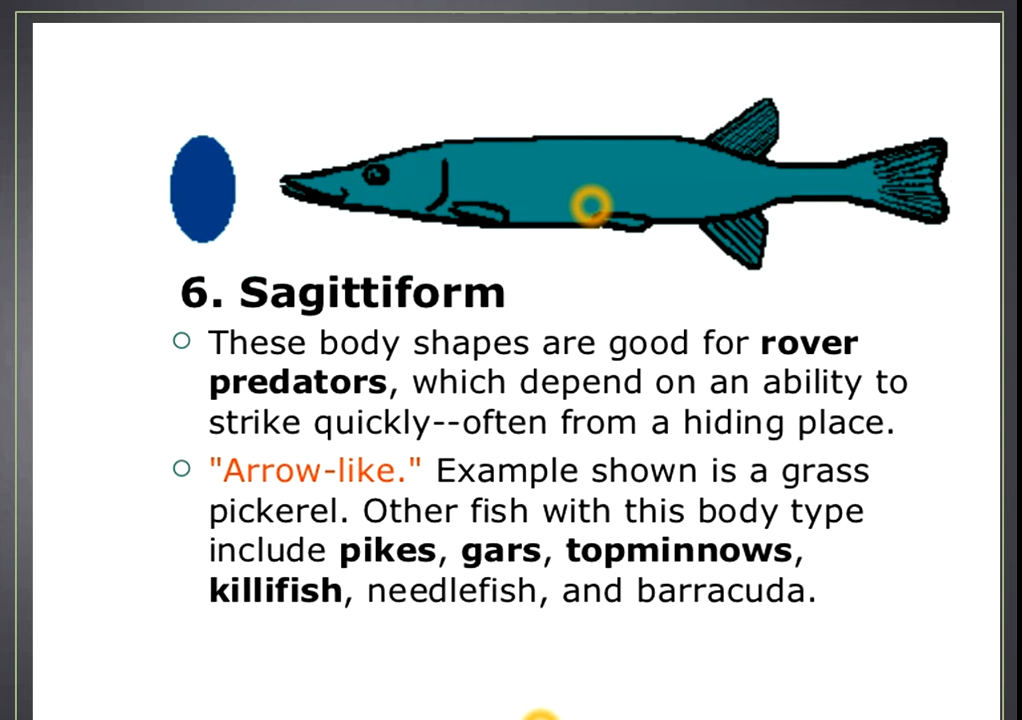 6. Sagittiform
These body shapes are good for rover
predators, which depend on an ability to
strike quickly--often from a hiding place.
"Arrow-like." Example shown is a grass
pickerel. Other fish with this body type
include pikes, gars, topminnows,
killifish, needlefish, and barracuda.